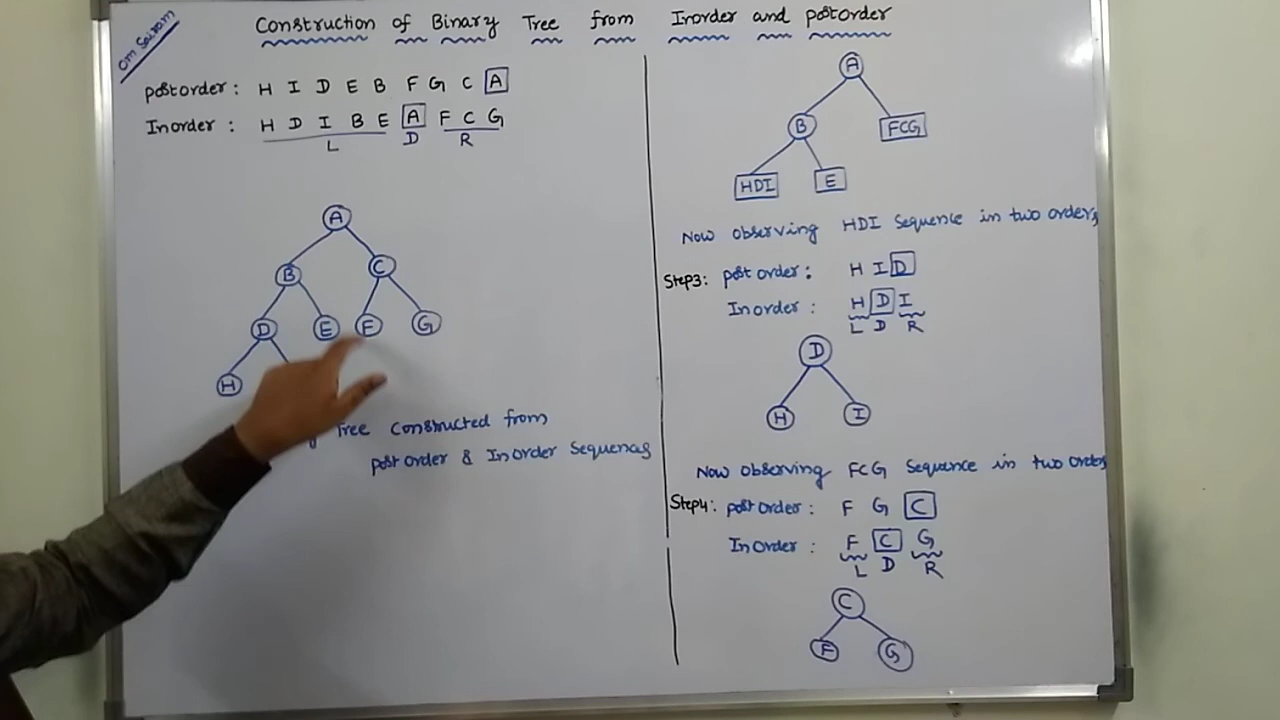 Om Sairam
Construction of Binary Tree from Inorder and postorder
postorder : H I D E B F G C A
Inorder : H D I B E A F C G
L D R
A
B C
D E F G
H
Tree constructed from
post order & Inorder Sequences
A
B FCG
HDI E
Now observing HDI Sequence in two orders
Step3: post order : H I D
Inorder : H D I
L D R
D
H I
Now observing FCG Sequence in two orders
Step4: post order : F G C
Inorder : F C G
L D R
C
F G